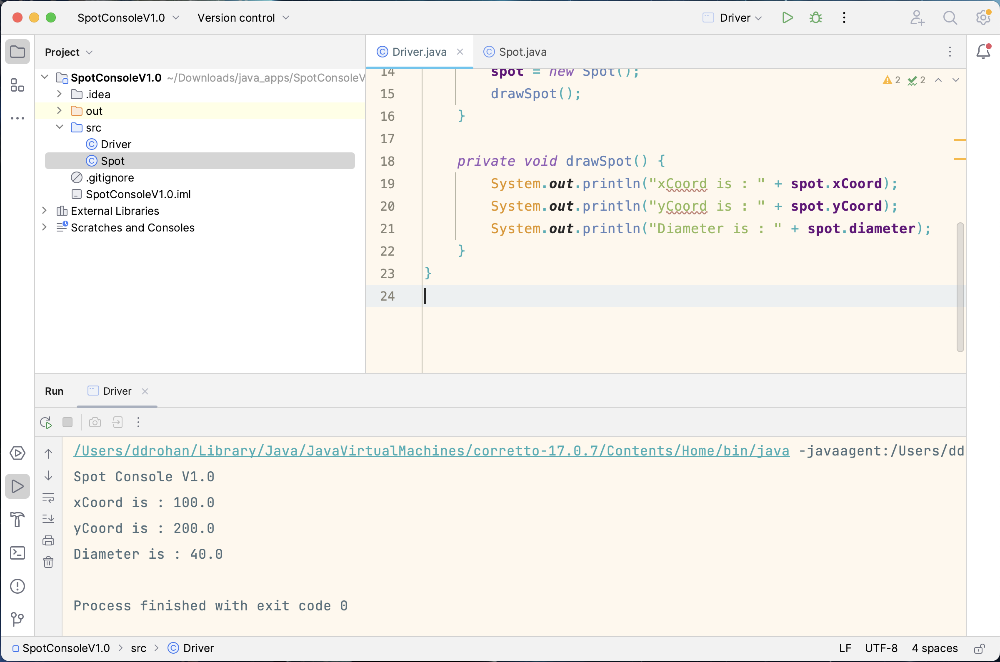 SpotConsoleV1.0 Version control Driver
Project
Driver.java Spot.java
SpotConsoleV1.0 ~/Downloads/java_apps/SpotConsoleV
.idea
out
src
Driver
Spot
.gitignore
SpotConsoleV1.0.iml
External Libraries
Scratches and Consoles
2 2
14 spot = new Spot();
15 drawSpot();
16 }
17
18 private void drawSpot() {
19 System.out.println("xCoord is : " + spot.xCoord);
20 System.out.println("yCoord is : " + spot.yCoord);
21 System.out.println("Diameter is : " + spot.diameter);
22 }
23 }
24
Run Driver
/Users/ddrohan/Library/Java/JavaVirtualMachines/corretto-17.0.7/Contents/Home/bin/java -javaagent:/Users/dd
Spot Console V1.0
xCoord is : 100.0
yCoord is : 200.0
Diameter is : 40.0
Process finished with exit code 0
SpotConsoleV1.0 > src > Driver LF UTF-8 4 spaces